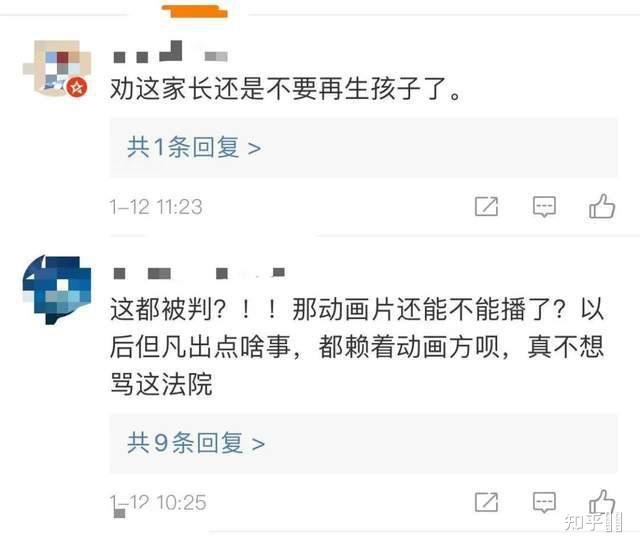 劝这家长还是不要再生孩子了。
共1条回复 >
1-12 11:23
这都被判？！！那动画片还能不能播了？以
后但凡出点啥事，都赖着动画方呗，真不想
骂这法院
共9条回复 >
1-12 10:25
知乎